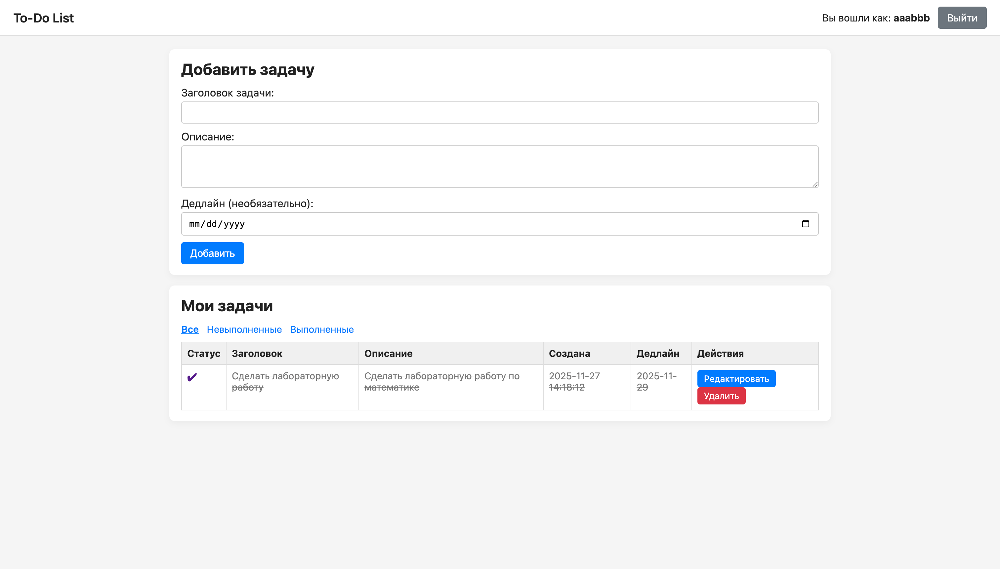 To-Do List
Вы вошли как: aaabbb
Выйти
Добавить задачу
Заголовок задачи:
Описание:
Дедлайн (необязательно):
mm/dd/yyyy
Добавить
Мои задачи
Все Невыполненные Выполненные
Статус Заголовок Описание Создана Дедлайн Действия
✔ Сделать лабораторную работу Сделать лабораторную работу по математике 2025-11-27 14:18:12 2025-11-29 Редактировать
Удалить